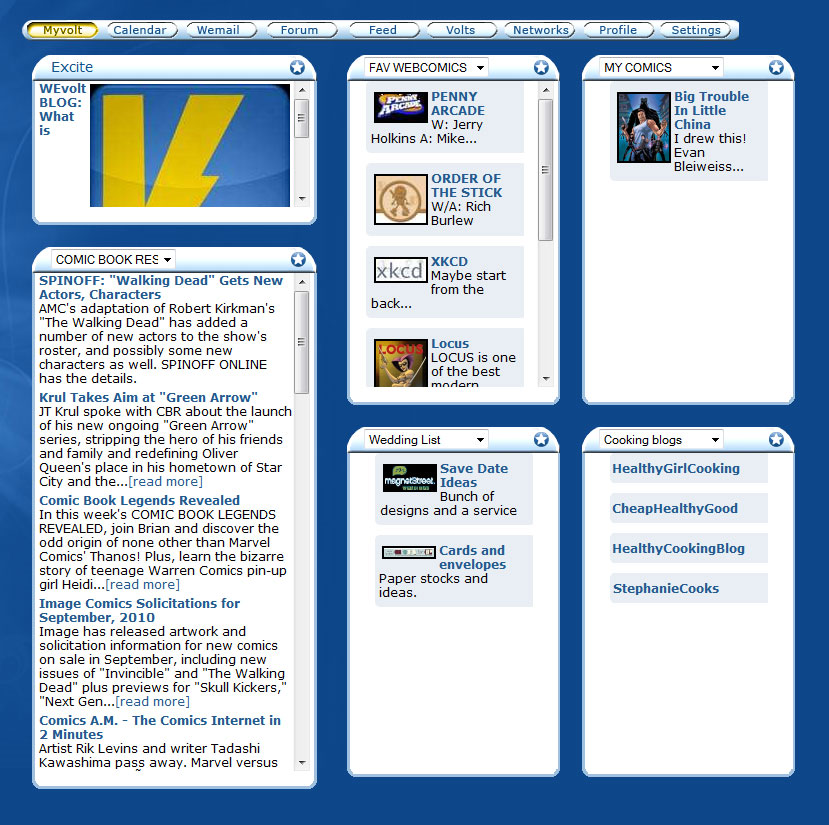 Myvolt Calendar Wemail Forum Feed Volts Networks Profile Settings
Excite
WEvolt
BLOG:
What
is
COMIC BOOK RES
SPINOFF: "Walking Dead" Gets New
Actors, Characters
AMC's adaptation of Robert Kirkman's
"The Walking Dead" has added a
number of new actors to the show's
roster, and possibly some new
characters as well. SPINOFF ONLINE
has the details.
Krul Takes Aim at "Green Arrow"
JT Krul spoke with CBR about the launch
of his new ongoing "Green Arrow"
series, stripping the hero of his friends
and family and redefining Oliver
Queen's place in his hometown of Star
City and the...[read more]
Comic Book Legends Revealed
In this week's COMIC BOOK LEGENDS
REVEALED, join Brian and discover the
odd origin of none other than Marvel
Comics' Thanos! Plus, learn the bizarre
story of teenage Warren Comics pin-up
girl Heidi...[read more]
Image Comics Solicitations for
September, 2010
Image has released artwork and
solicitation information for new comics
on sale in September, including new
issues of "Invincible" and "The Walking
Dead" plus previews for "Skull Kickers,"
"Next Gen...[read more]
Comics A.M. - The Comics Internet in
2 Minutes
Artist Rik Levins and writer Tadashi
Kawashima pass away. Marvel versus
FAV WEBCOMICS
PENNY ARCADE
PENNY
ARCADE
W: Jerry
Holkins A: Mike...
ORDER OF
THE STICK
W/A: Rich
Burlew
xkcd
XKCD
Maybe start
from the
back...
LOCUS
Locus
LOCUS is one
of the best
modern
MY COMICS
Big Trouble
In Little
China
I drew this!
Evan
Bleiweiss...
Wedding List
magnetStreet
Save Date
Ideas
Bunch of
designs and a service
Cards and
envelopes
Paper stocks and
ideas.
Cooking blogs
HealthyGirlCooking
CheapHealthyGood
HealthyCookingBlog
StephanieCooks